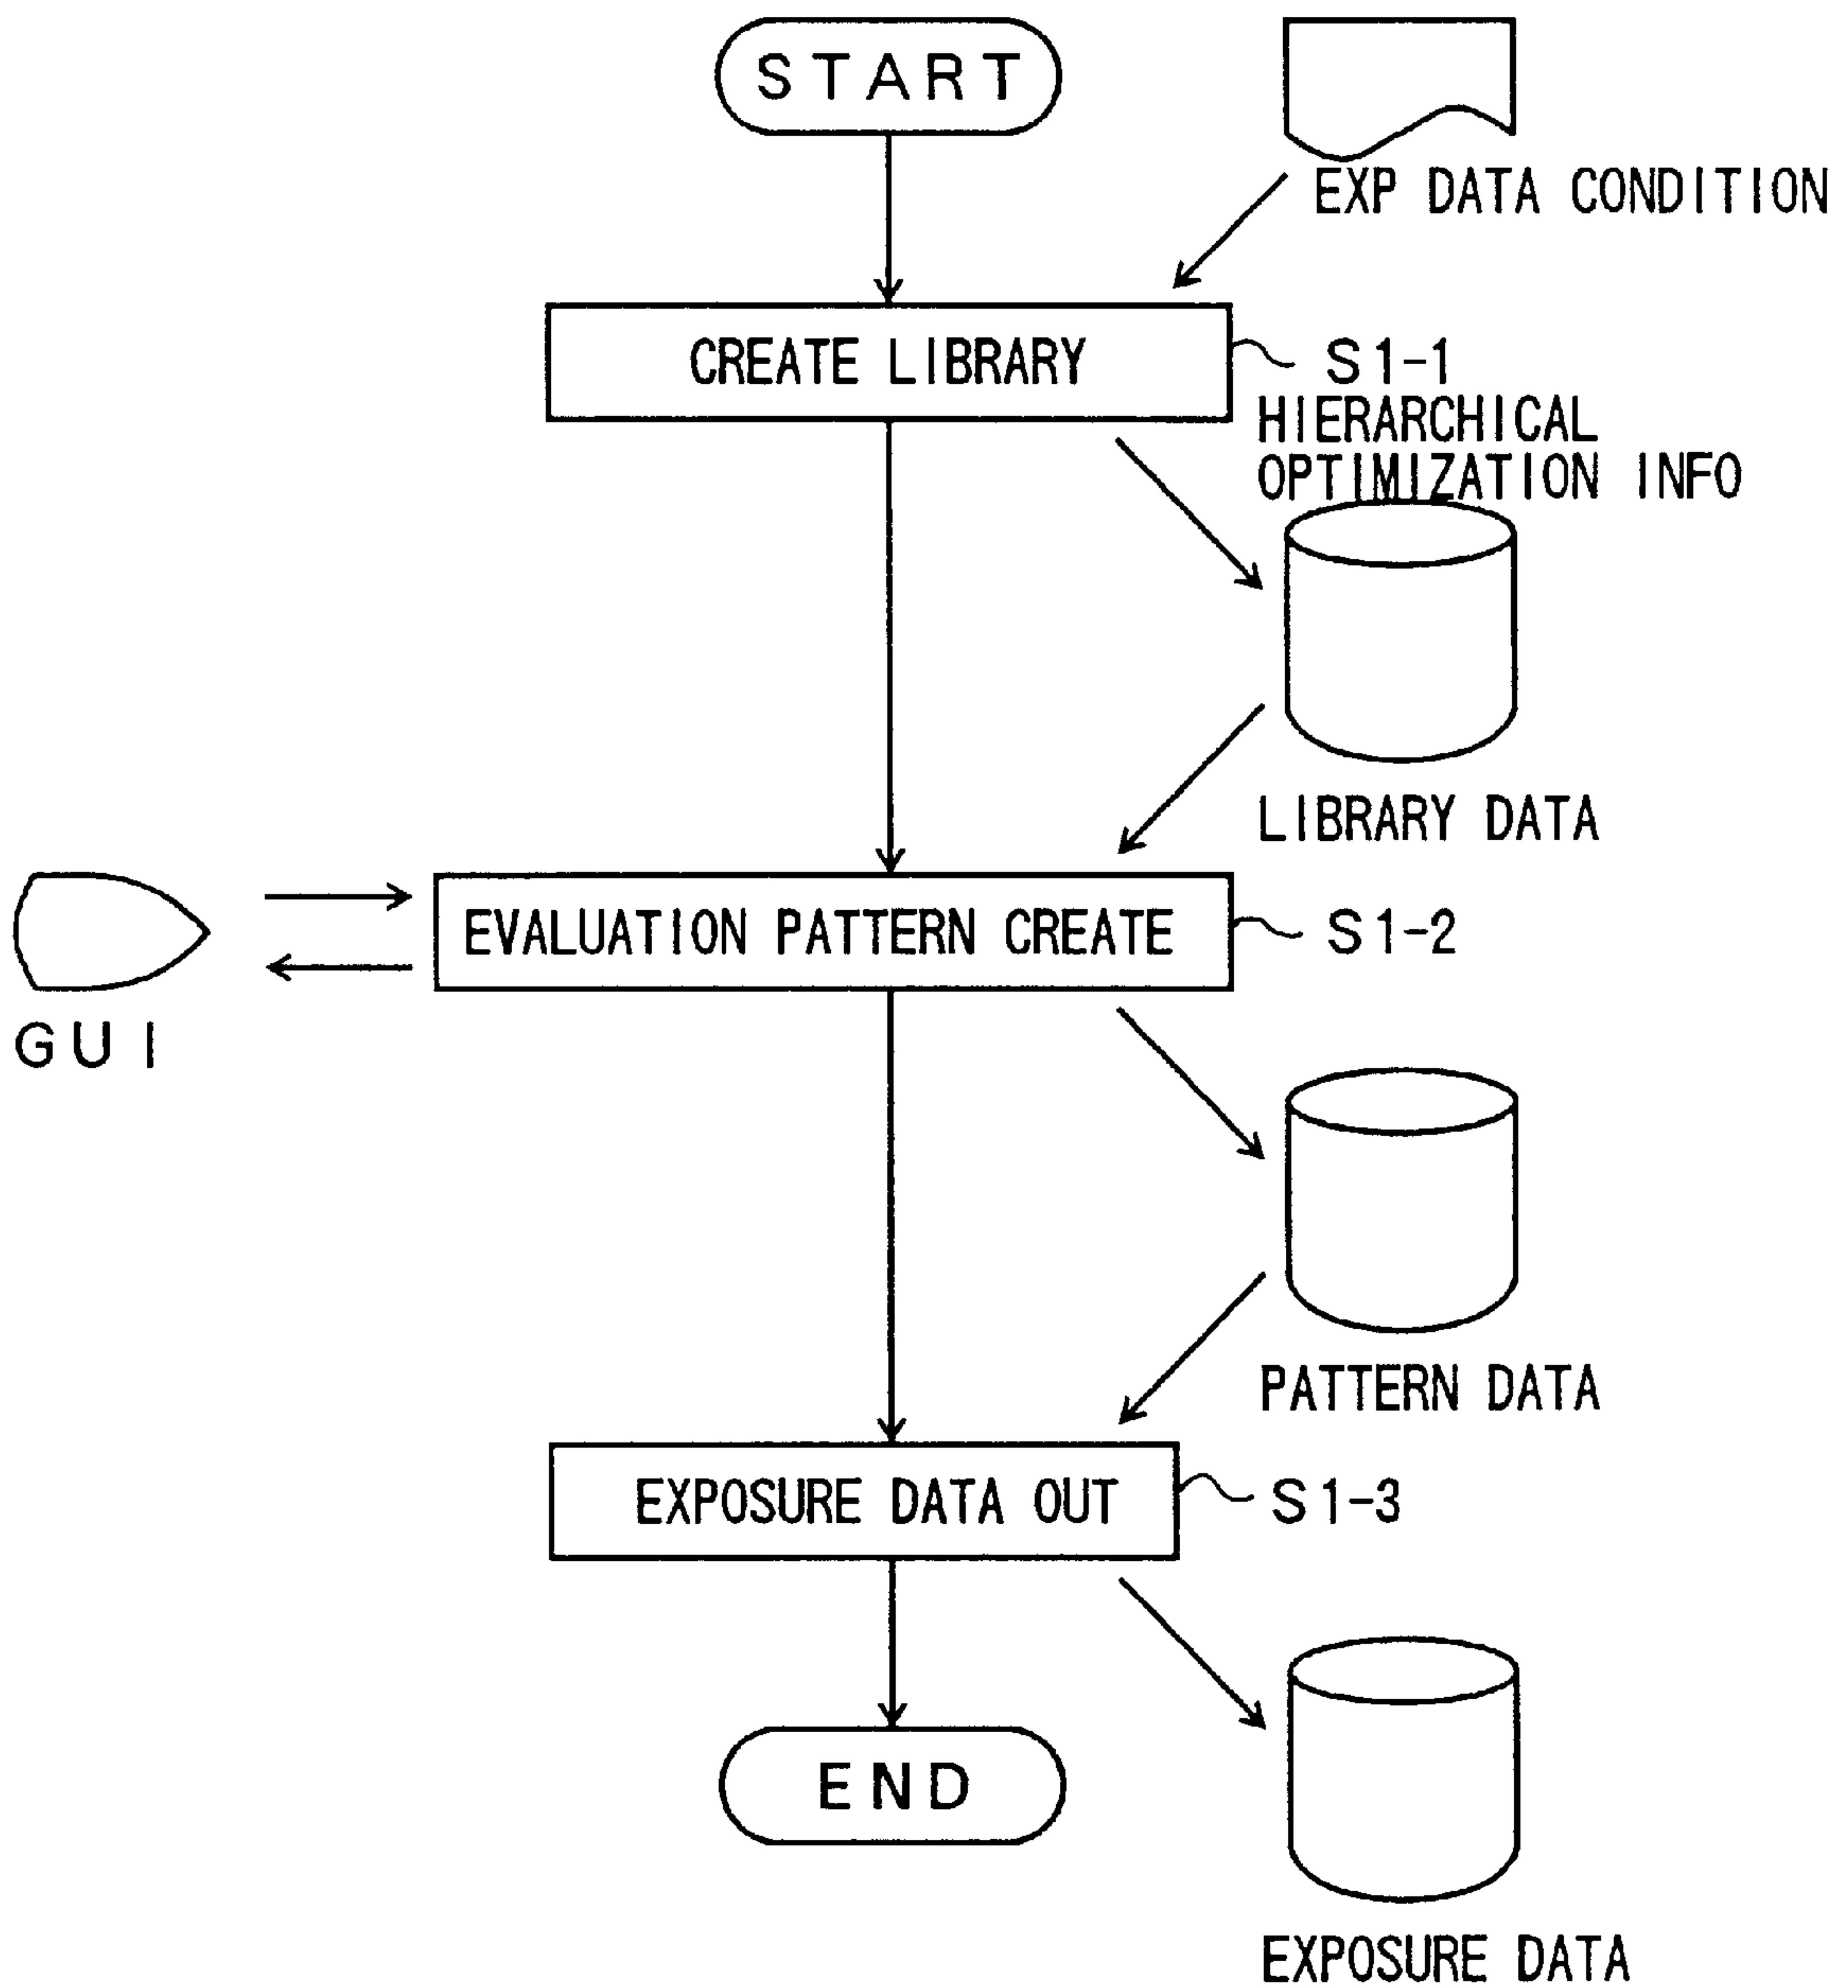 START
EXP DATA CONDITION
CREATE LIBRARY
S1-1
HIERARCHICAL
OPTIMIZATION INFO
LIBRARY DATA
EVALUATION PATTERN CREATE
S1-2
GUI
PATTERN DATA
EXPOSURE DATA OUT
S1-3
END
EXPOSURE DATA